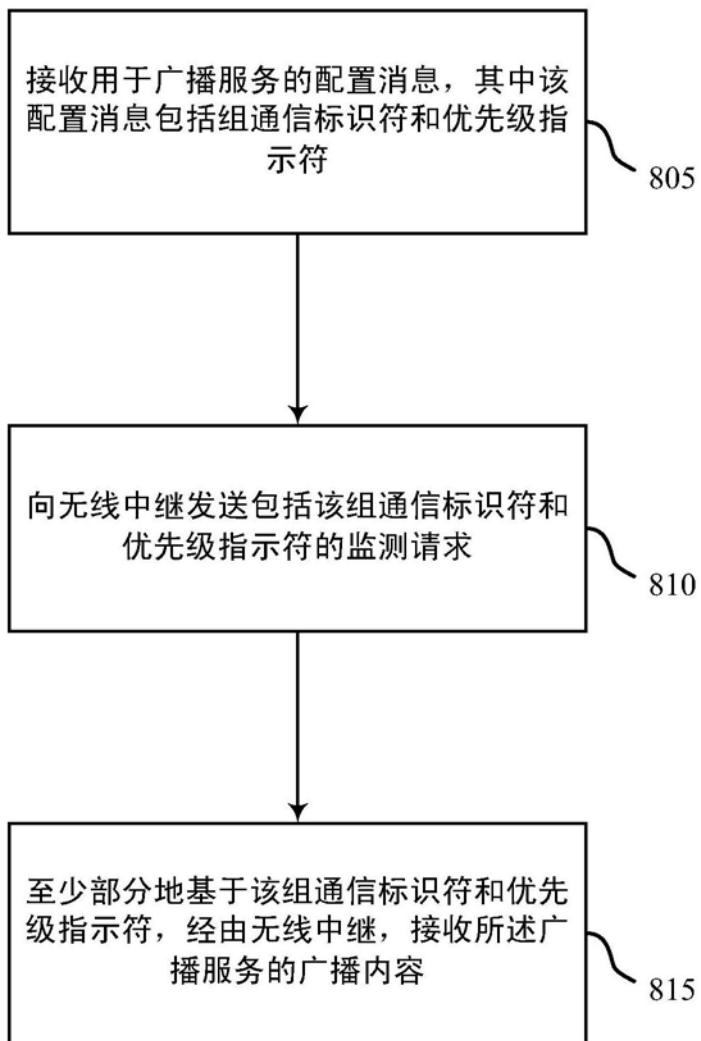 接收用于广播服务的配置消息，其中该
配置消息包括组通信标识符和优先级指
示符
805
向无线中继发送包括该组通信标识符和
优先级指示符的监测请求
810
至少部分地基于该组通信标识符和优先
级指示符，经由无线中继，接收所述广
播服务的广播内容
815